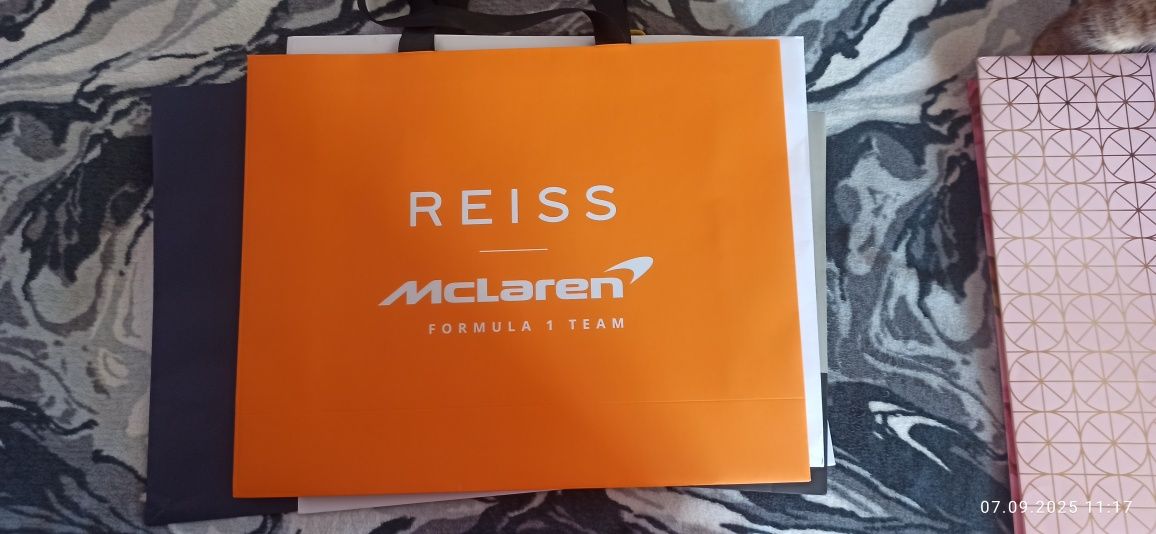 REISS
McLaren
FORMULA 1 TEAM
07.09.2025 11:17